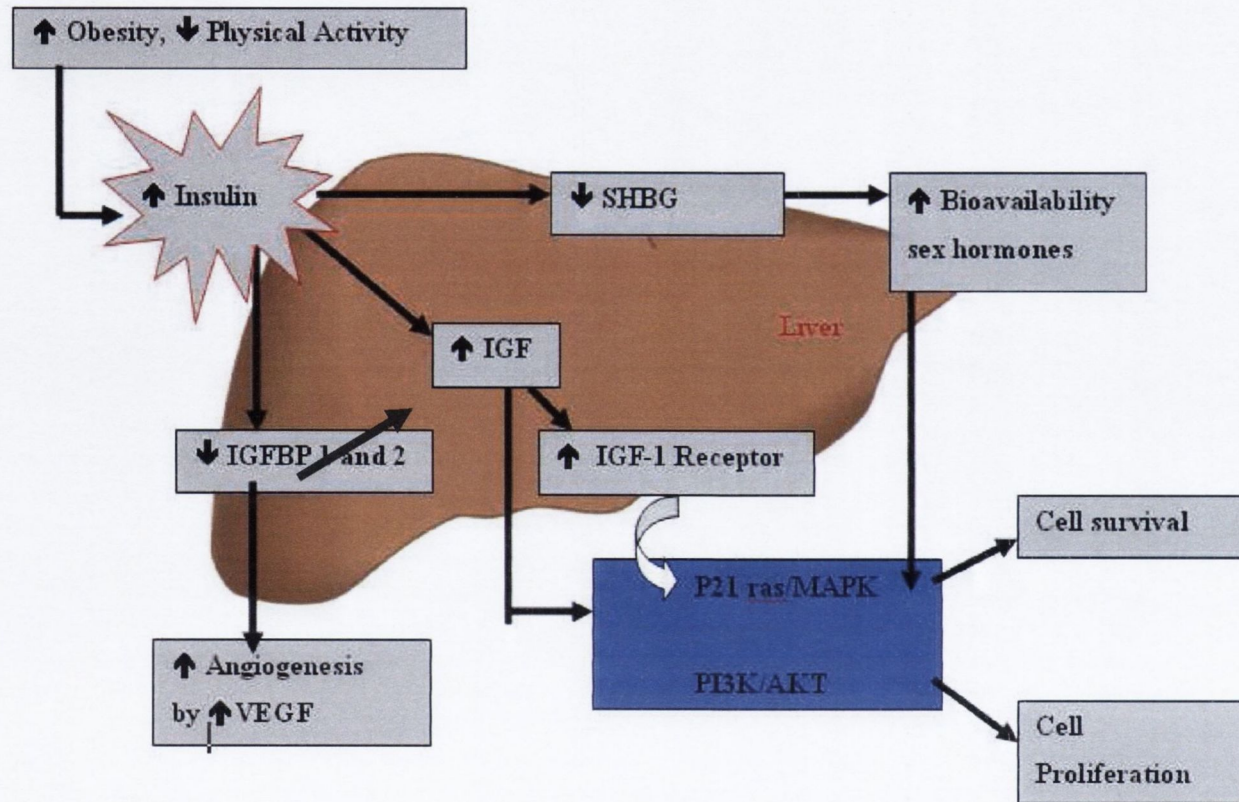 ↑ Obesity, ↓ Physical Activity
↑ Insulin
↓ SHBG
↑ Bioavailability
sex hormones
Liver
↑ IGF
↓ IGFBP 1 and 2
↑ IGF-1 Receptor
Cell survival
P21 ras/MAPK
PI3K/AKT
↑ Angiogenesis
by ↑ VEGF
Cell
Proliferation